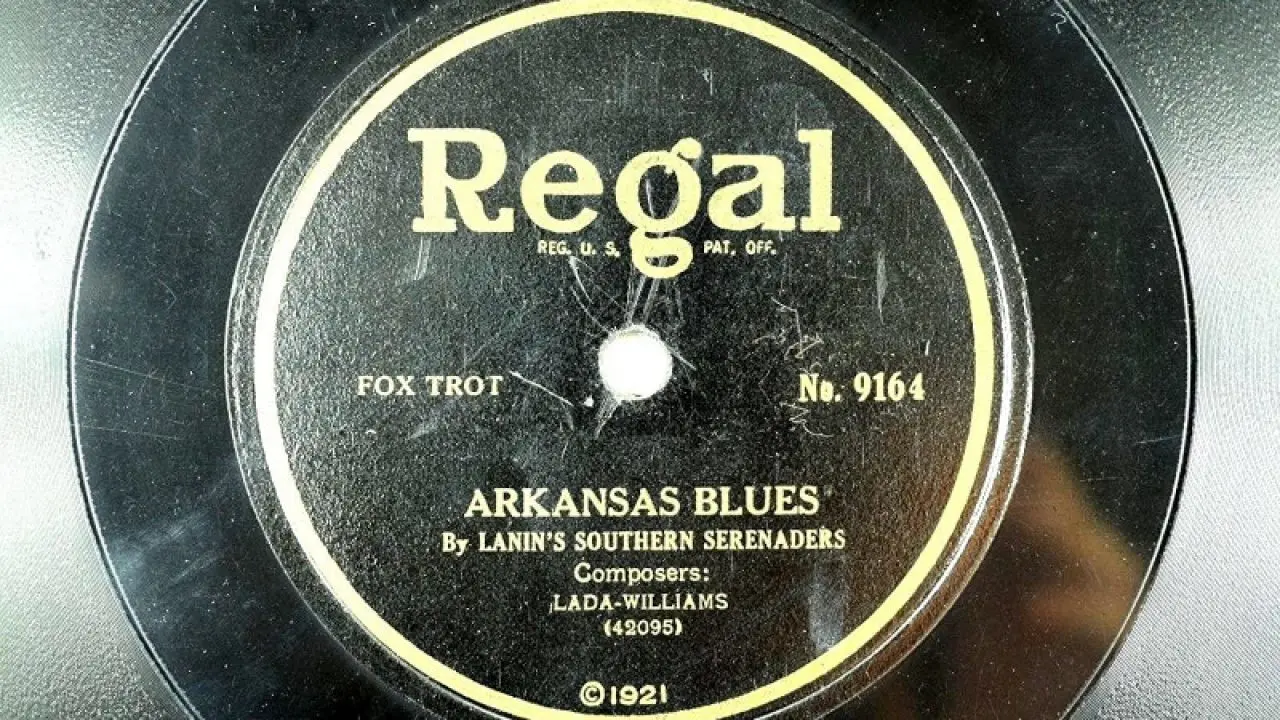 Regal
REG. U. S. PAT. OFF.
FOX TROT No. 9164
ARKANSAS BLUES
By LANIN'S SOUTHERN SERENADERS
Composers:
LADA-WILLIAMS
(42095)
©1921